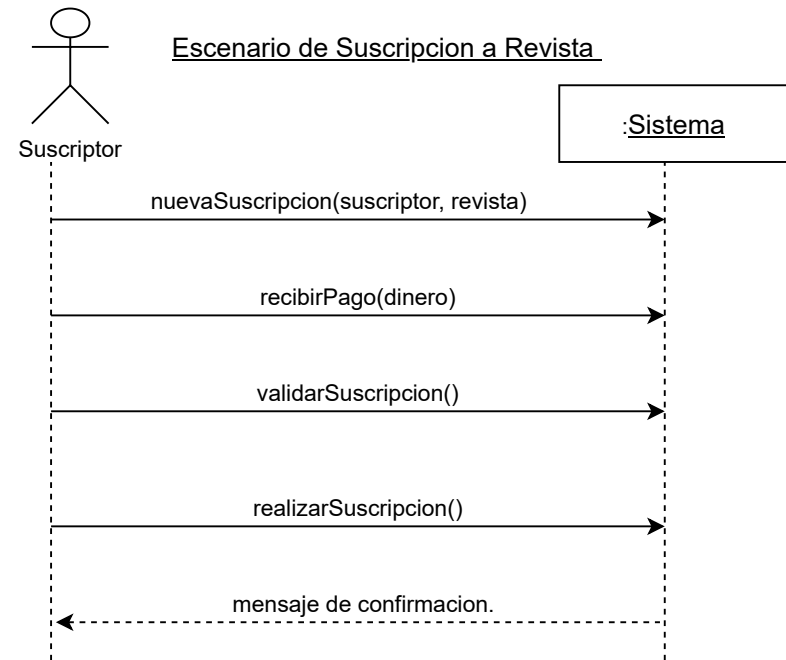 Escenario de Suscripcion a Revista
:Sistema
Suscriptor
nuevaSuscripcion(suscriptor, revista)
recibirPago(dinero)
validarSuscripcion()
realizarSuscripcion()
mensaje de confirmacion.